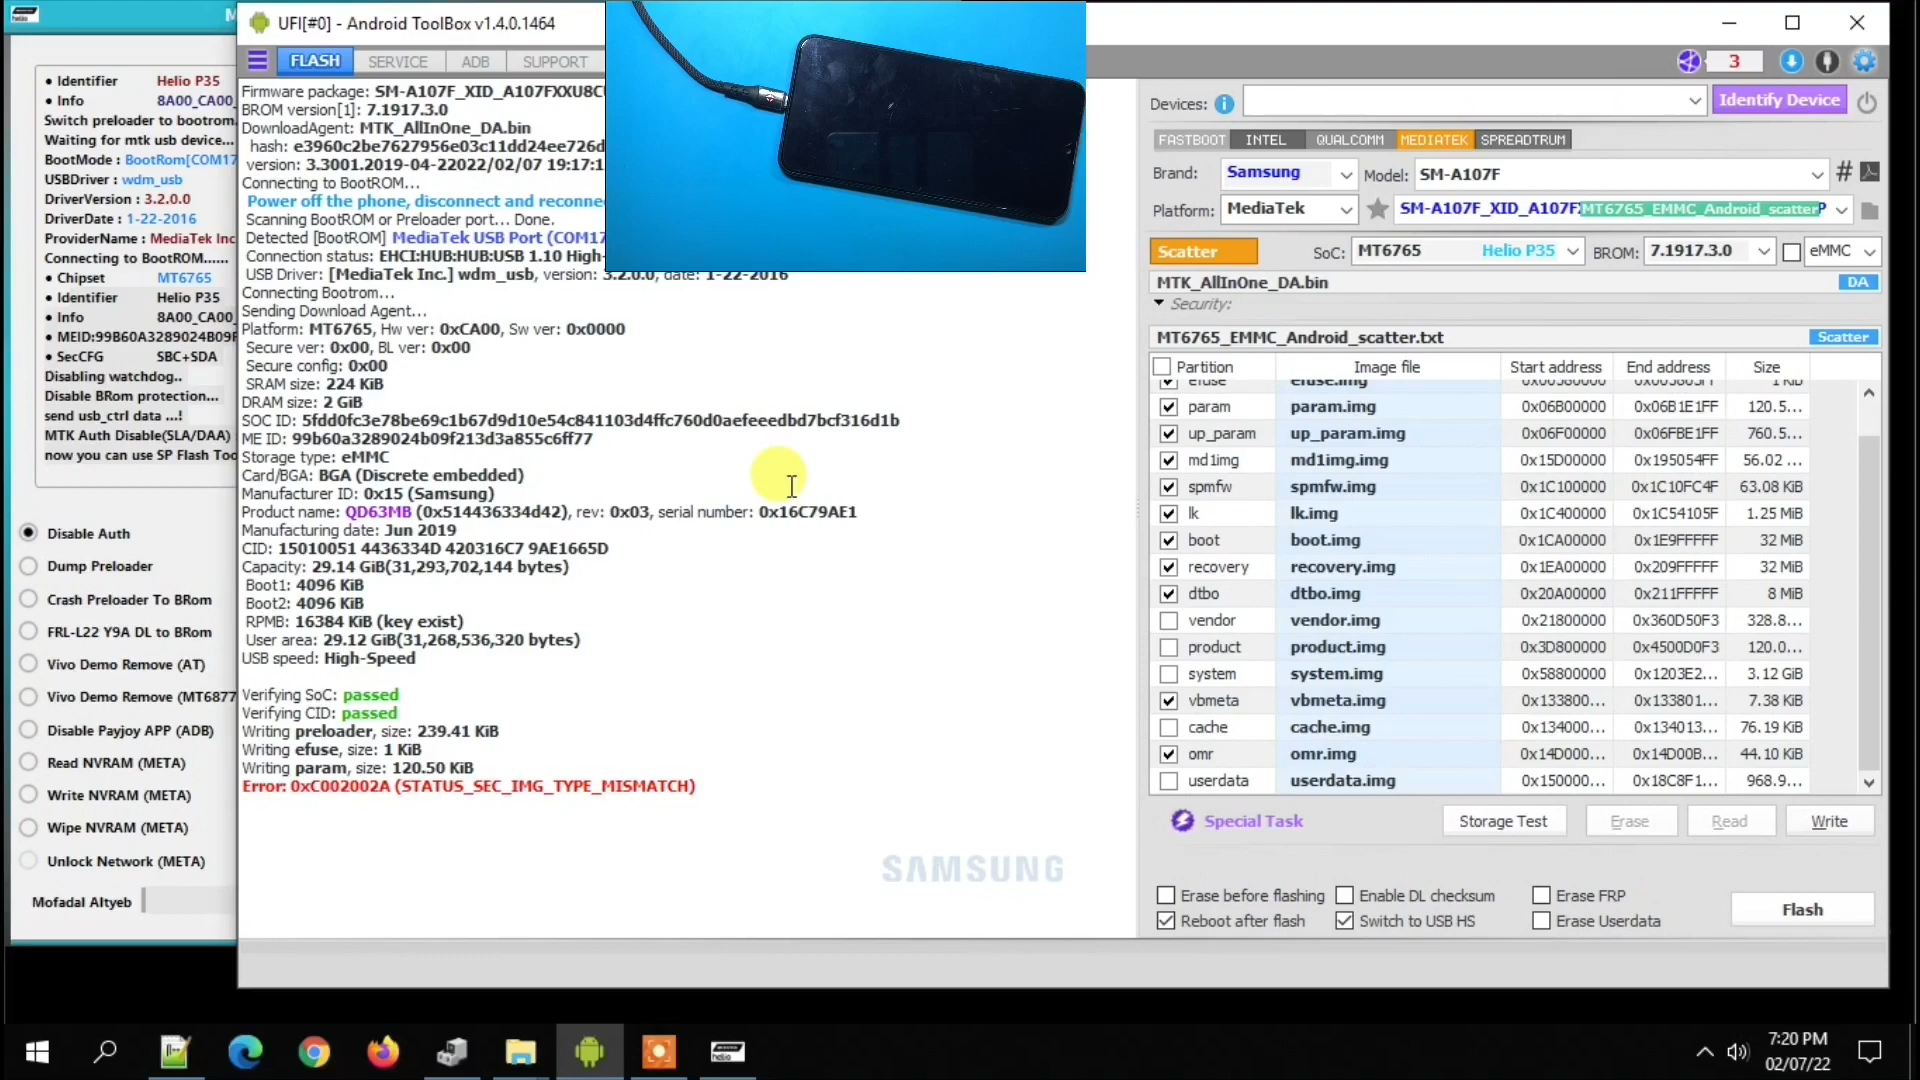 M
• Identifier Helio P35
• Info 8A00_CA00_
Switch preloader to bootrom
Waiting for mtk usb device...
BootMode : BootRom[COM17
USBDriver : wdm_usb
DriverVersion : 3.2.0.0
DriverDate : 1-22-2016
ProviderName : MediaTek Inc
Connecting to BootROM......
• Chipset MT6765
• Identifier Helio P35
• Info 8A00_CA00_
• MEID:99B60A3289024B09F
• SecCFG SBC+SDA
Disabling watchdog..
Disable BRom protection...
send usb_ctrl data ...!
MTK Auth Disable(SLA/DAA)
now you can use SP Flash Too
Disable Auth
Dump Preloader
Crash Preloader To BRom
FRL-L22 Y9A DL to BRom
Vivo Demo Remove (AT)
Vivo Demo Remove (MT6877
Disable Payjoy APP (ADB)
Read NVRAM (META)
Write NVRAM (META)
Wipe NVRAM (META)
Unlock Network (META)
Mofadal Altyeb
UFI[#0] - Android ToolBox v1.4.0.1464
FLASH SERVICE ADB SUPPORT
Firmware package: SM-A107F_XID_A107FXXU8CU
BROM version[1]: 7.1917.3.0
DownloadAgent: MTK_AllInOne_DA.bin
hash: e3960c2be7627956e03c11dd24ee726d
version: 3.3001.2019-04-22022/02/07 19:17:1
Connecting to BootROM...
Power off the phone, disconnect and reconne
Scanning BootROM or Preloader port... Done.
Detected [BootROM] MediaTek USB Port (COM17
Connection status: EHCI:HUB:HUB:USB 1.10 High-
USB Driver: [MediaTek Inc.] wdm_usb, version: 3.2.0.0, date: 1-22-2016
Connecting Bootrom...
Sending Download Agent...
Platform: MT6765, Hw ver: 0xCA00, Sw ver: 0x0000
Secure ver: 0x00, BL ver: 0x00
Secure config: 0x00
SRAM size: 224 KiB
DRAM size: 2 GiB
SOC ID: 5fdd0fc3e78be69c1b67d9d10e54c841103d4ffc760d0aefeeedbd7bcf316d1b
ME ID: 99b60a3289024b09f213d3a855c6ff77
Storage type: eMMC
Card/BGA: BGA (Discrete embedded)
Manufacturer ID: 0x15 (Samsung)
Product name: QD63MB (0x514436334d42), rev: 0x03, serial number: 0x16C79AE1
Manufacturing date: Jun 2019
CID: 15010051 4436334D 420316C7 9AE1665D
Capacity: 29.14 GiB(31,293,702,144 bytes)
Boot1: 4096 KiB
Boot2: 4096 KiB
RPMB: 16384 KiB (key exist)
User area: 29.12 GiB(31,268,536,320 bytes)
USB speed: High-Speed
Verifying SoC: passed
Verifying CID: passed
Writing preloader, size: 239.41 KiB
Writing efuse, size: 1 KiB
Writing param, size: 120.50 KiB
Error: 0xC002002A (STATUS_SEC_IMG_TYPE_MISMATCH)
SAMSUNG
3
Devices: Identify Device
FASTBOOT INTEL QUALCOMM MEDIATEK SPREADTRUM
Brand: Samsung Model: SM-A107F #
Platform: MediaTek SM-A107F_XID_A107F MT6765_EMMC_Android_scatter P
Scatter SoC: MT6765 Helio P35 BROM: 7.1917.3.0 eMMC
MTK_AllInOne_DA.bin DA
Security:
MT6765_EMMC_Android_scatter.txt Scatter
Partition Image file Start address End address Size
efuse efuse.img 1 KiB
param param.img 0x06B00000 0x06B1E1FF 120.5...
up_param up_param.img 0x06F00000 0x06FBE1FF 760.5...
md1img md1img.img 0x15D00000 0x195054FF 56.02 ...
spmfw spmfw.img 0x1C100000 0x1C10FC4F 63.08 KiB
lk lk.img 0x1C400000 0x1C54105F 1.25 MiB
boot boot.img 0x1CA00000 0x1E9FFFFF 32 MiB
recovery recovery.img 0x1EA00000 0x209FFFFF 32 MiB
dtbo dtbo.img 0x20A00000 0x211FFFFF 8 MiB
vendor vendor.img 0x21800000 0x360D50F3 328.8...
product product.img 0x3D800000 0x4500D0F3 120.0...
system system.img 0x58800000 0x1203E2... 3.12 GiB
vbmeta vbmeta.img 0x133800... 0x133801... 7.38 KiB
cache cache.img 0x134000... 0x134013... 76.19 KiB
omr omr.img 0x14D000... 0x14D00B... 44.10 KiB
userdata userdata.img 0x150000... 0x18C8F1... 968.9...
Special Task Storage Test Erase Read Write
Erase before flashing Enable DL checksum Erase FRP
Reboot after flash Switch to USB HS Erase Userdata
Flash
7:20 PM
02/07/22